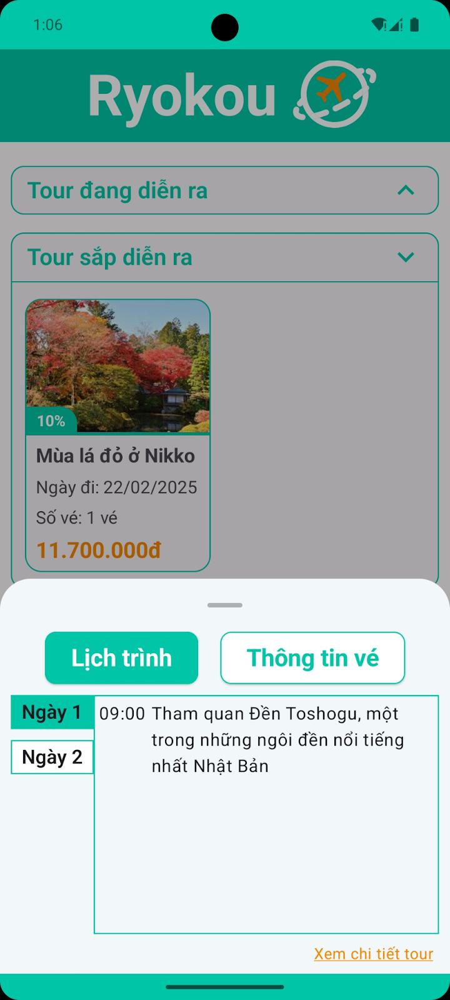 1:06
Ryokou
Tour đang diễn ra
Tour sắp diễn ra
10%
Mùa lá đỏ ở Nikko
Ngày đi: 22/02/2025
Số vé: 1 vé
11.700.000đ
Lịch trình
Thông tin vé
Ngày 1
Ngày 2
09:00 Tham quan Đền Toshogu, một
trong những ngôi đền nổi tiếng
nhất Nhật Bản
Xem chi tiết tour